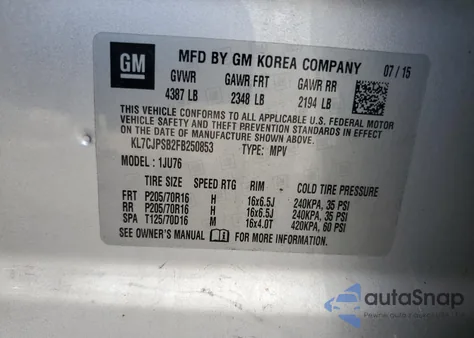 GM
MFD BY GM KOREA COMPANY 07 / 15
GVWR GAWR FRT GAWR RR
4387 LB 2348 LB 2194 LB
THIS VEHICLE CONFORMS TO ALL APPLICABLE U.S. FEDERAL MOTOR
VEHICLE SAFETY AND THEFT PREVENTION STANDARDS IN EFFECT
ON THE DATE OF MANUFACTURE SHOWN ABOVE.
KL7CJPSB2FB250853 TYPE: MPV
MODEL : 1JU76
TIRE SIZE SPEED RTG RIM COLD TIRE PRESSURE
FRT P205/70R16 H 16x6.5J 240KPA, 35 PSI
RR P205/70R16 H 16x6.5J 240KPA, 35 PSI
SPA T125/70D16 M 16x4.0T 420KPA, 60 PSI
SEE OWNER'S MANUAL FOR MORE INFORMATION
autoSnap